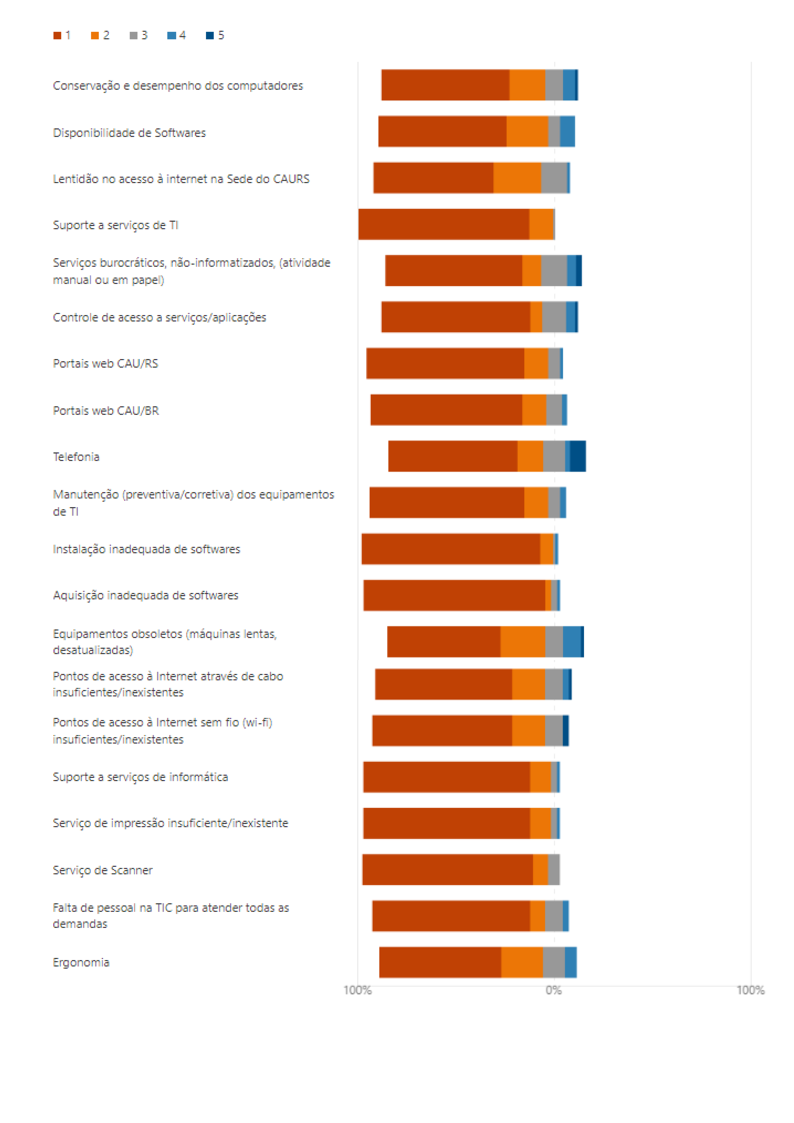 1 2 3 4 5
Conservação e desempenho dos computadores
Disponibilidade de Softwares
Lentidão no acesso à internet na Sede do CAURS
Suporte a serviços de TI
Serviços burocráticos, não-informatizados, (atividade
manual ou em papel)
Controle de acesso a serviços/aplicações
Portais web CAU/RS
Portais web CAU/BR
Telefonia
Manutenção (preventiva/corretiva) dos equipamentos
de TI
Instalação inadequada de softwares
Aquisição inadequada de softwares
Equipamentos obsoletos (máquinas lentas,
desatualizadas)
Pontos de acesso à Internet através de cabo
insuficientes/inexistentes
Pontos de acesso à Internet sem fio (wi-fi)
insuficientes/inexistentes
Suporte a serviços de informática
Serviço de impressão insuficiente/inexistente
Serviço de Scanner
Falta de pessoal na TIC para atender todas as
demandas
Ergonomia
100% 0% 100%